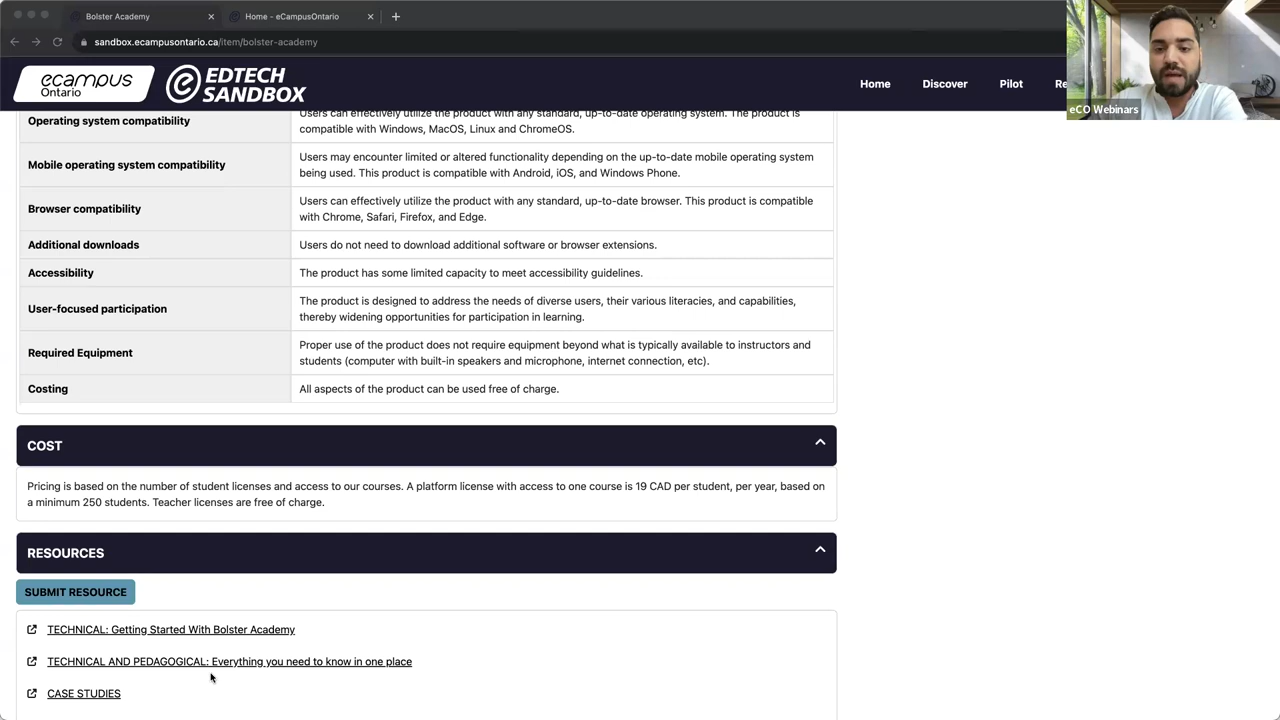 Bolster Academy
Home - eCampusOntario
sandbox.ecampusontario.ca/item/bolster-academy
ecampus
Ontario
EDTECH
SANDBOX
Home
Discover
Pilot
Re
eCO Webinars
Operating system compatibility
Users can effectively utilize the product with any standard, up-to-date operating system. The product is
compatible with Windows, MacOS, Linux and ChromeOS.
Mobile operating system compatibility
Users may encounter limited or altered functionality depending on the up-to-date mobile operating system
being used. This product is compatible with Android, iOS, and Windows Phone.
Browser compatibility
Users can effectively utilize the product with any standard, up-to-date browser. This product is compatible
with Chrome, Safari, Firefox, and Edge.
Additional downloads
Users do not need to download additional software or browser extensions.
Accessibility
The product has some limited capacity to meet accessibility guidelines.
User-focused participation
The product is designed to address the needs of diverse users, their various literacies, and capabilities,
thereby widening opportunities for participation in learning.
Required Equipment
Proper use of the product does not require equipment beyond what is typically available to instructors and
students (computer with built-in speakers and microphone, internet connection, etc).
Costing
All aspects of the product can be used free of charge.
COST
Pricing is based on the number of student licenses and access to our courses. A platform license with access to one course is 19 CAD per student, per year, based on
a minimum 250 students. Teacher licenses are free of charge.
RESOURCES
SUBMIT RESOURCE
TECHNICAL: Getting Started With Bolster Academy
TECHNICAL AND PEDAGOGICAL: Everything you need to know in one place
CASE STUDIES